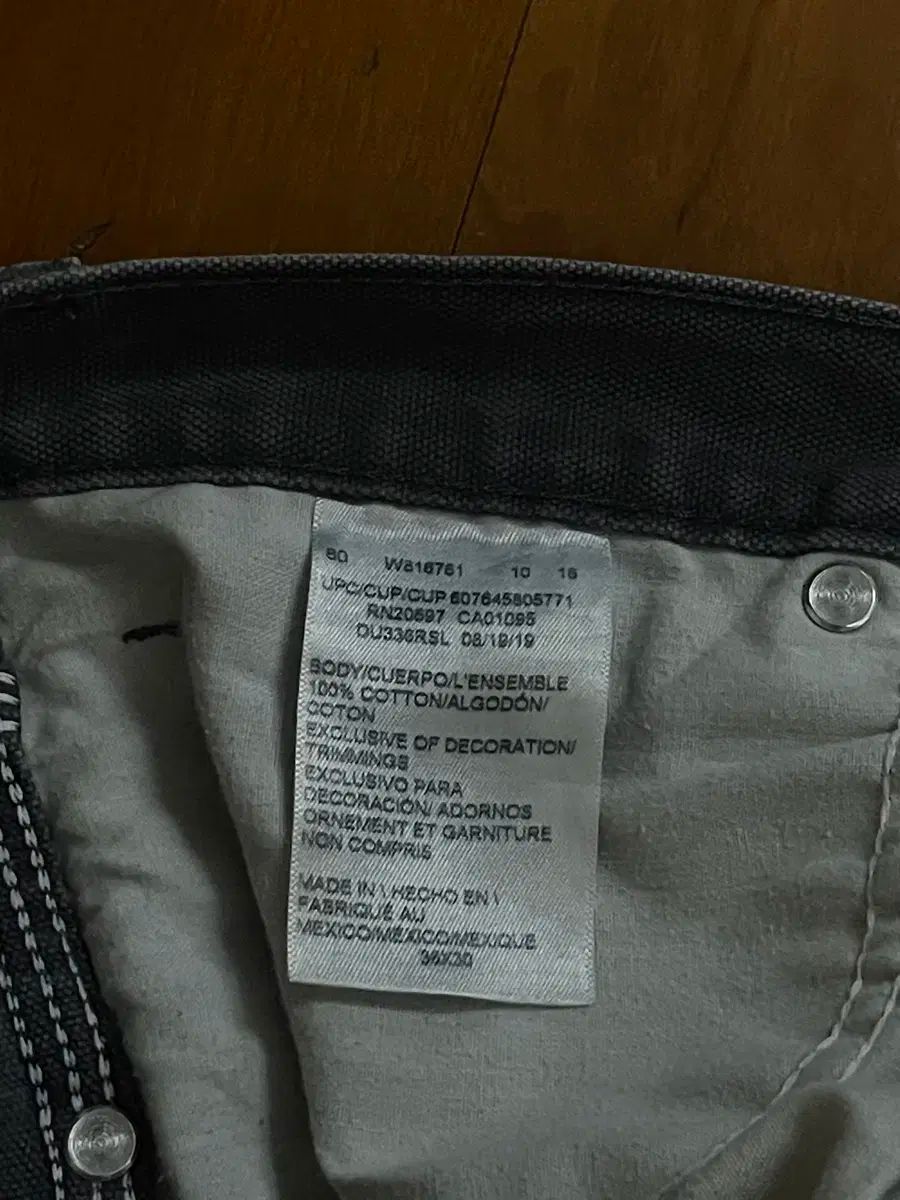 80 W816761 10 16
UPC/CUP/CUP 607645805771
RN20697 CA01095
DU336RSL 08/19/19
BODY/CUERPO/L'ENSEMBLE
100% COTTON/ALGODÓN/
COTON
EXCLUSIVE OF DECORATION/
TRIMMINGS
EXCLUSIVO PARA
DECORACIÓN/ ADORNOS
ORNEMENT ET GARNITURE
NON COMPRIS
MADE IN \ HECHO EN \
FABRIQUÉ AU
MEXICO/MÉXICO/MEXIQUE
36X30